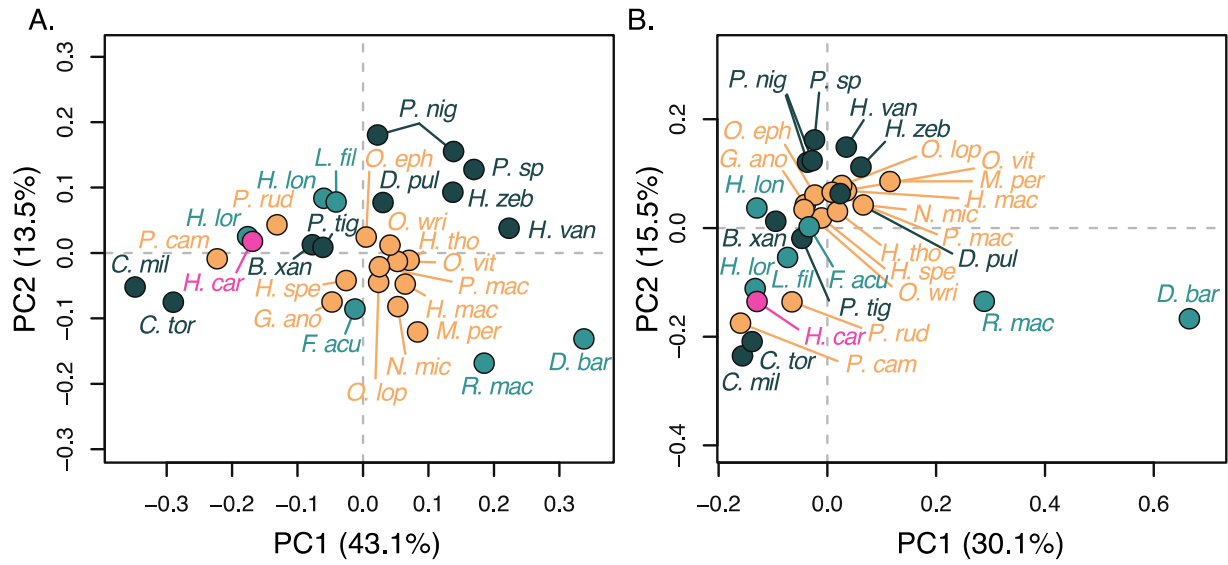 A.
P. nig
L. fil
O. eph
P. sp
H. lon
D. pul
P. rud
H. zeb
H. lor
P. tig
O. wri
H. van
P. cam
H. tho
C. mil
B. xan
O. vit
H. car
H. spe
P. mac
G. ano
H. mac
C. tor
F. acu
M. per
N. mic
D. bar
O. lop
R. mac
0.3
0.2
0.1
0.0
−0.1
−0.2
−0.3
PC2 (13.5%)
−0.3 −0.2 −0.1 0.0 0.1 0.2 0.3
PC1 (43.1%)
B.
P. nig
P. sp
H. van
H. zeb
O. eph
O. lop
G. ano
O. vit
M. per
H. lon
H. mac
N. mic
P. mac
B. xan
D. pul
H. tho
H. lor
L. fil
F. acu
H. spe
O. wri
P. tig
D. bar
R. mac
H. car
P. rud
C. tor
P. cam
C. mil
0.2
0.0
−0.2
−0.4
PC2 (15.5%)
−0.2 0.0 0.2 0.4 0.6
PC1 (30.1%)